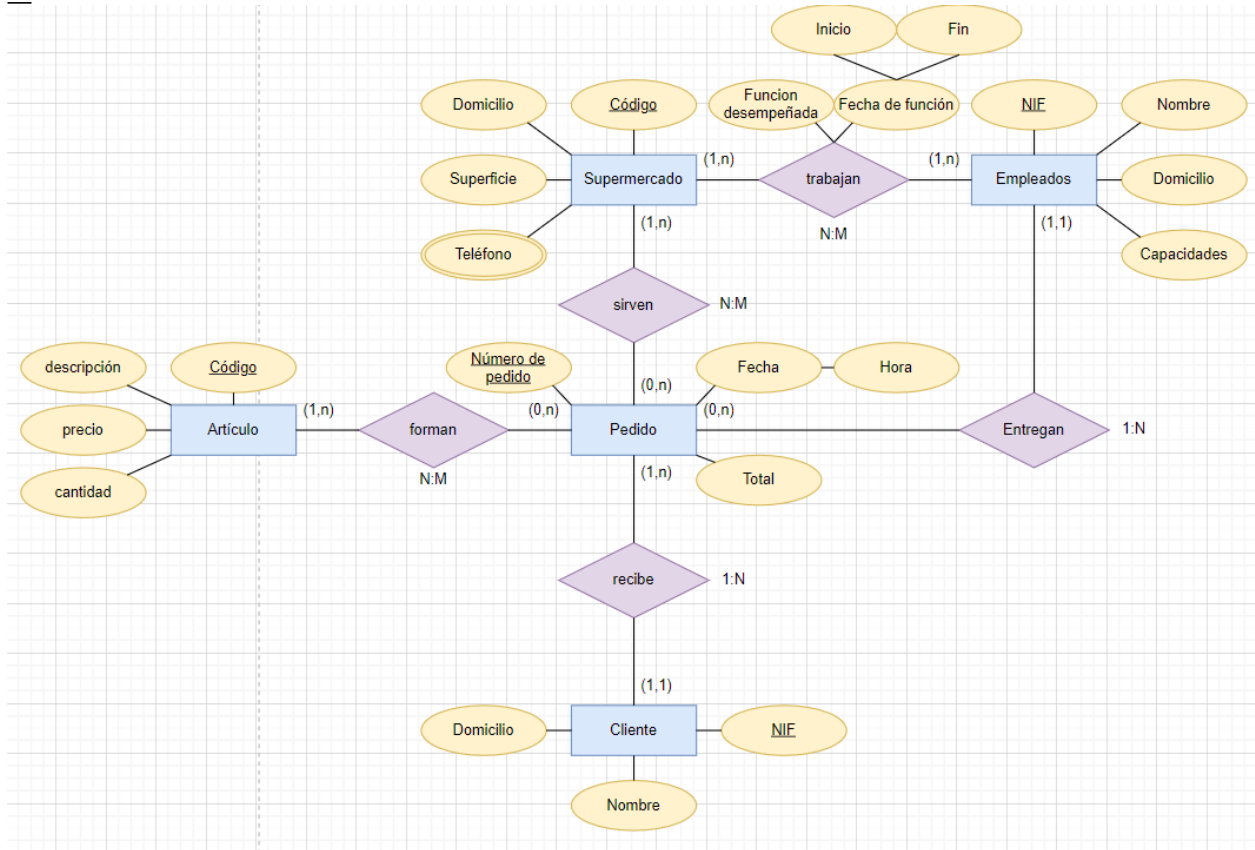 Inicio
Fin
Domicilio
Código
Funcion
desempeñada
Fecha de función
NIF
Nombre
(1,n)
(1,n)
Superficie
Supermercado
trabajan
Empleados
Domicilio
(1,n)
N:M
(1,1)
Teléfono
Capacidades
sirven
N:M
descripción
Código
Número de
pedido
Fecha
Hora
(0,n)
(1,n)
(0,n)
(0,n)
precio
Artículo
forman
Pedido
Entregan
1:N
N:M
(1,n)
Total
cantidad
recibe
1:N
(1,1)
Domicilio
Cliente
NIF
Nombre